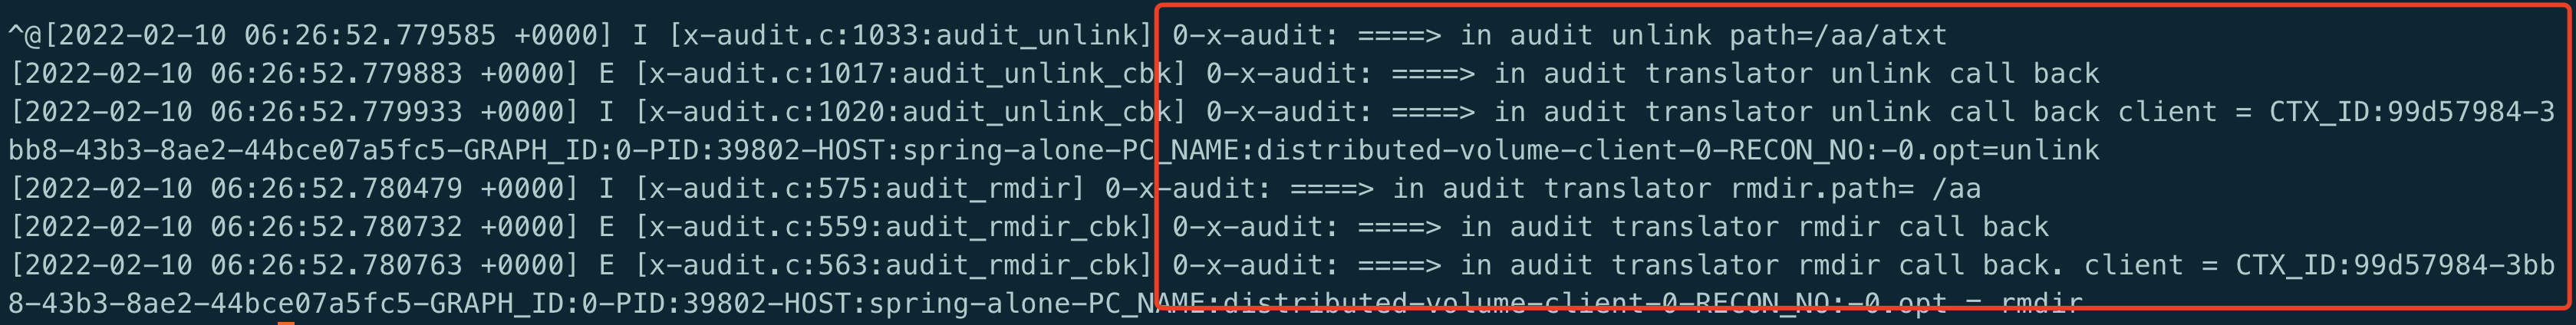 ^@[2022-02-10 06:26:52.779585 +0000] I [x-audit.c:1033:audit_unlink] 0-x-audit: ====> in audit unlink path=/aa/atxt
[2022-02-10 06:26:52.779883 +0000] E [x-audit.c:1017:audit_unlink_cbk] 0-x-audit: ====> in audit translator unlink call back
[2022-02-10 06:26:52.779933 +0000] I [x-audit.c:1020:audit_unlink_cbk] 0-x-audit: ====> in audit translator unlink call back client = CTX_ID:99d57984-3
bb8-43b3-8ae2-44bce07a5fc5-GRAPH_ID:0-PID:39802-HOST:spring-alone-PC_NAME:distributed-volume-client-0-RECON_NO:-0.opt=unlink
[2022-02-10 06:26:52.780479 +0000] I [x-audit.c:575:audit_rmdir] 0-x-audit: ====> in audit translator rmdir.path= /aa
[2022-02-10 06:26:52.780732 +0000] E [x-audit.c:559:audit_rmdir_cbk] 0-x-audit: ====> in audit translator rmdir call back
[2022-02-10 06:26:52.780763 +0000] E [x-audit.c:563:audit_rmdir_cbk] 0-x-audit: ====> in audit translator rmdir call back. client = CTX_ID:99d57984-3bb
8-43b3-8ae2-44bce07a5fc5-GRAPH_ID:0-PID:39802-HOST:spring-alone-PC_NAME:distributed-volume-client-0-RECON_NO:-0.opt = rmdir